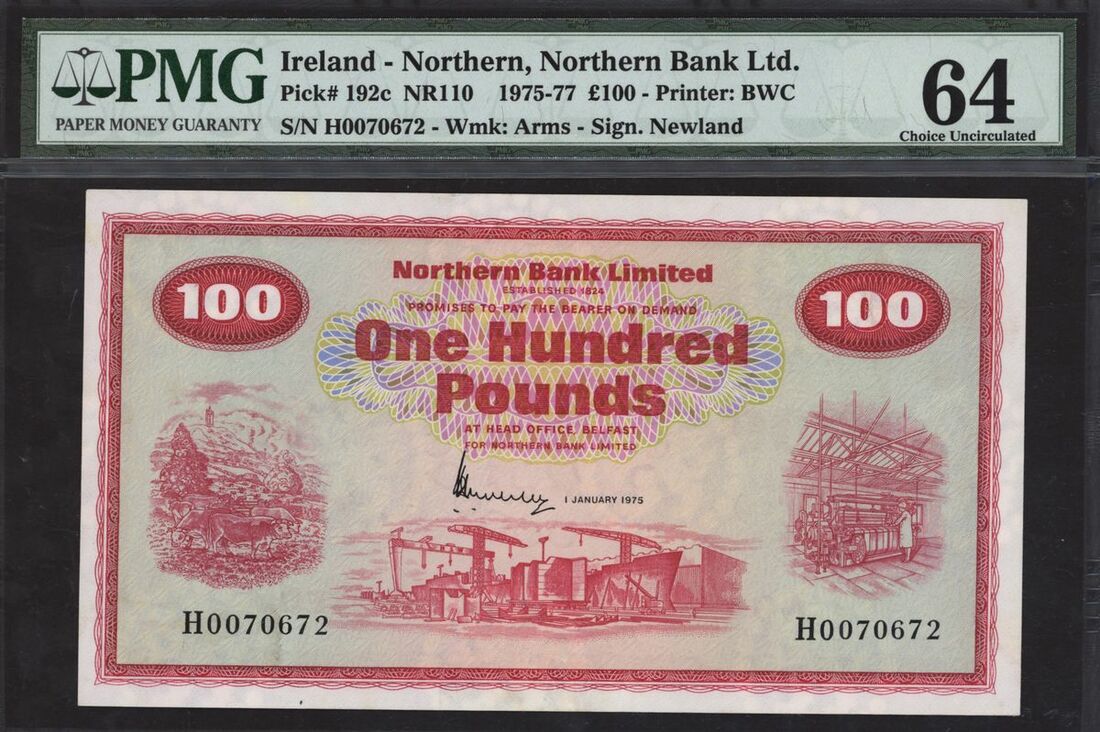 PMG
PAPER MONEY GUARANTY
Ireland - Northern, Northern Bank Ltd.
Pick# 192c NR110 1975-77 £100 - Printer: BWC
S/N H0070672 - Wmk: Arms - Sign. Newland
64
Choice Uncirculated
100
100
Northern Bank Limited
ESTABLISHED 1824
PROMISES TO PAY THE BEARER ON DEMAND
One Hundred
Pounds
AT HEAD OFFICE, BELFAST
FOR NORTHERN BANK LIMITED
1 JANUARY 1975
H0070672
H0070672